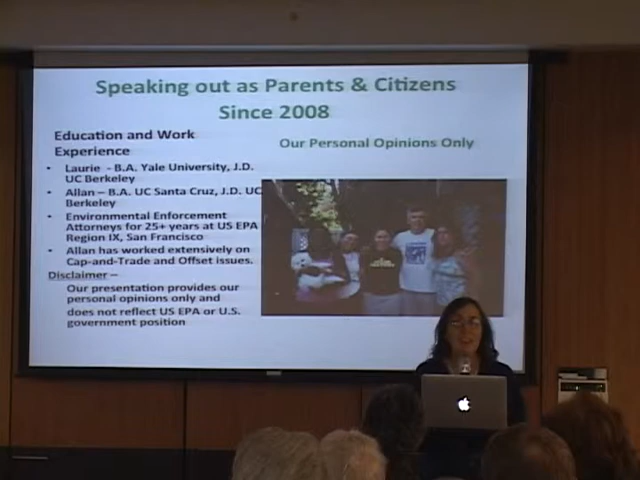 Speaking out as Parents & Citizens
Since 2008
Education and Work
Experience
• Laurie - B.A. Yale University, J.D.
UC Berkeley
• Allan – B.A. UC Santa Cruz, J.D. UC
Berkeley
• Environmental Enforcement
Attorneys for 25+ years at US EPA
Region IX, San Francisco
• Allan has worked extensively on
Cap-and-Trade and Offset issues.
Disclaimer –
Our presentation provides our
personal opinions only and
does not reflect US EPA or U.S.
government position
Our Personal Opinions Only